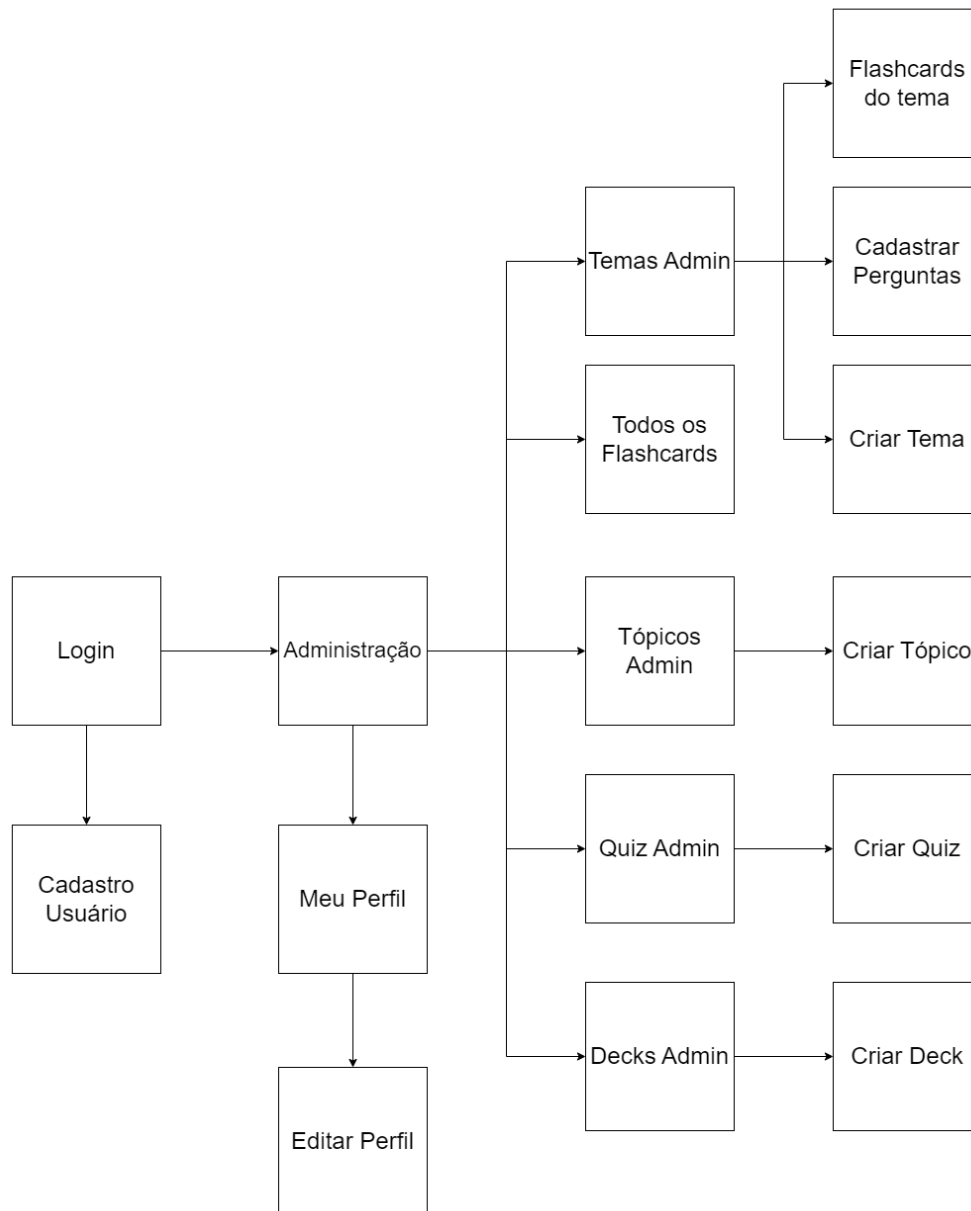 Flashcards
do tema
Temas Admin
Cadastrar
Perguntas
Todos os
Flashcards
Criar Tema
Login
Administração
Tópicos
Admin
Criar Tópico
Cadastro
Usuário
Meu Perfil
Quiz Admin
Criar Quiz
Decks Admin
Criar Deck
Editar Perfil